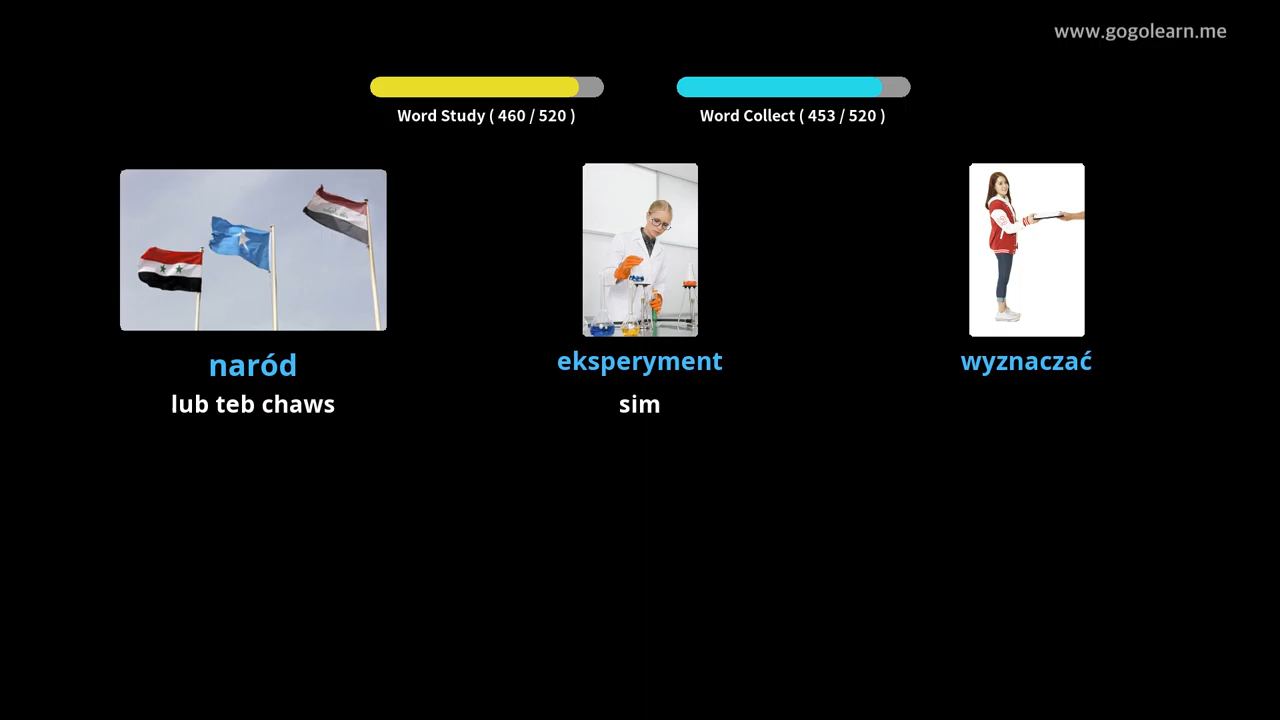 www.gogolearn.me
Word Study ( 460 / 520 )
Word Collect ( 453 / 520 )
naród
eksperyment
wyznaczać
lub teb chaws
sim